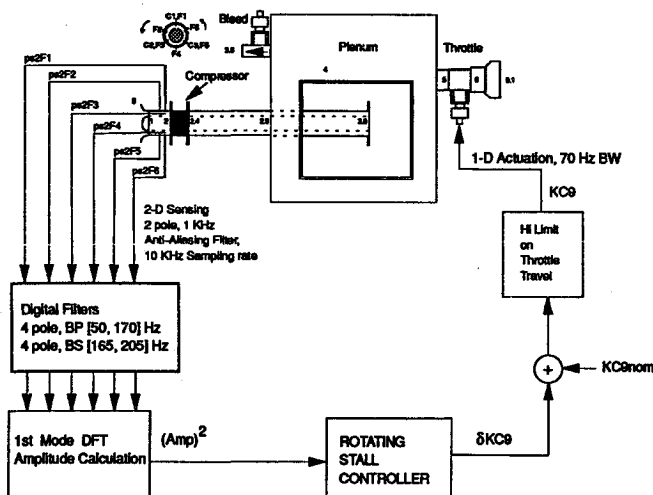 Bleed
C1,F1
F2
F6
C2,F3
C3,F5
F4
3.5
Plenum
Throttle
ps2F1
ps2F2
Compressor
4
5
6
5.1
ps2F3
ps2F4
1
2
2.4
2.5
3.5
ps2F5
ps2F6
1-D Actuation, 70 Hz BW
KC9
2-D Sensing
2 pole, 1 KHz
Anti-Aliasing Filter,
10 KHz Sampling rate
Hi Limit
on
Throttle
Travel
Digital Filters
4 pole, BP [50, 170] Hz
4 pole, BS [165, 205] Hz
+
KC9nom
1st Mode DFT
Amplitude Calculation
(Amp)²
ROTATING
STALL
CONTROLLER
δKC9